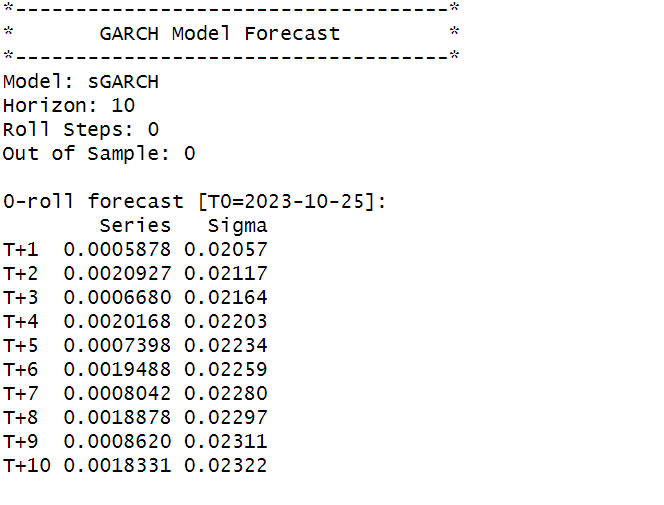 *------------------------------------*
*       GARCH Model Forecast         *
*------------------------------------*
Model: sGARCH
Horizon: 10
Roll Steps: 0
Out of Sample: 0

0-roll forecast [T0=2023-10-25]:
        Series   Sigma
T+1  0.0005878 0.02057
T+2  0.0020927 0.02117
T+3  0.0006680 0.02164
T+4  0.0020168 0.02203
T+5  0.0007398 0.02234
T+6  0.0019488 0.02259
T+7  0.0008042 0.02280
T+8  0.0018878 0.02297
T+9  0.0008620 0.02311
T+10 0.0018331 0.02322